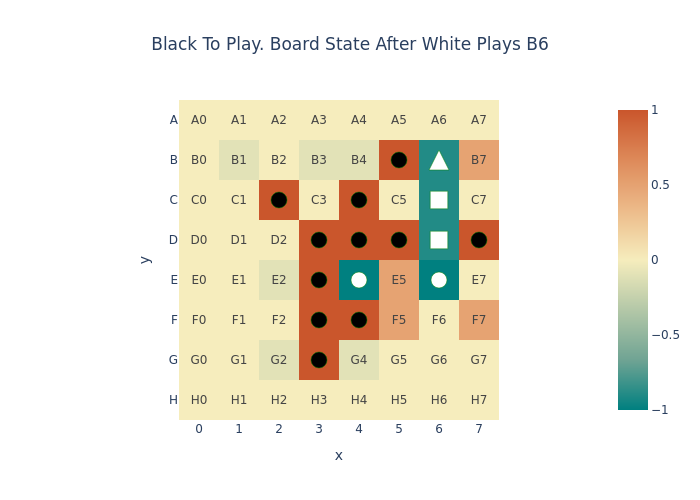 Black To Play. Board State After White Plays B6
A A0 A1 A2 A3 A4 A5 A6 A7
B B0 B1 B2 B3 B4 B7
C C0 C1 C3 C5 C7
D D0 D1 D2
E E0 E1 E2 E5 E7
F F0 F1 F2 F5 F6 F7
G G0 G1 G2 G4 G5 G6 G7
H H0 H1 H2 H3 H4 H5 H6 H7
0 1 2 3 4 5 6 7
x
y
1
0.5
0
−0.5
−1